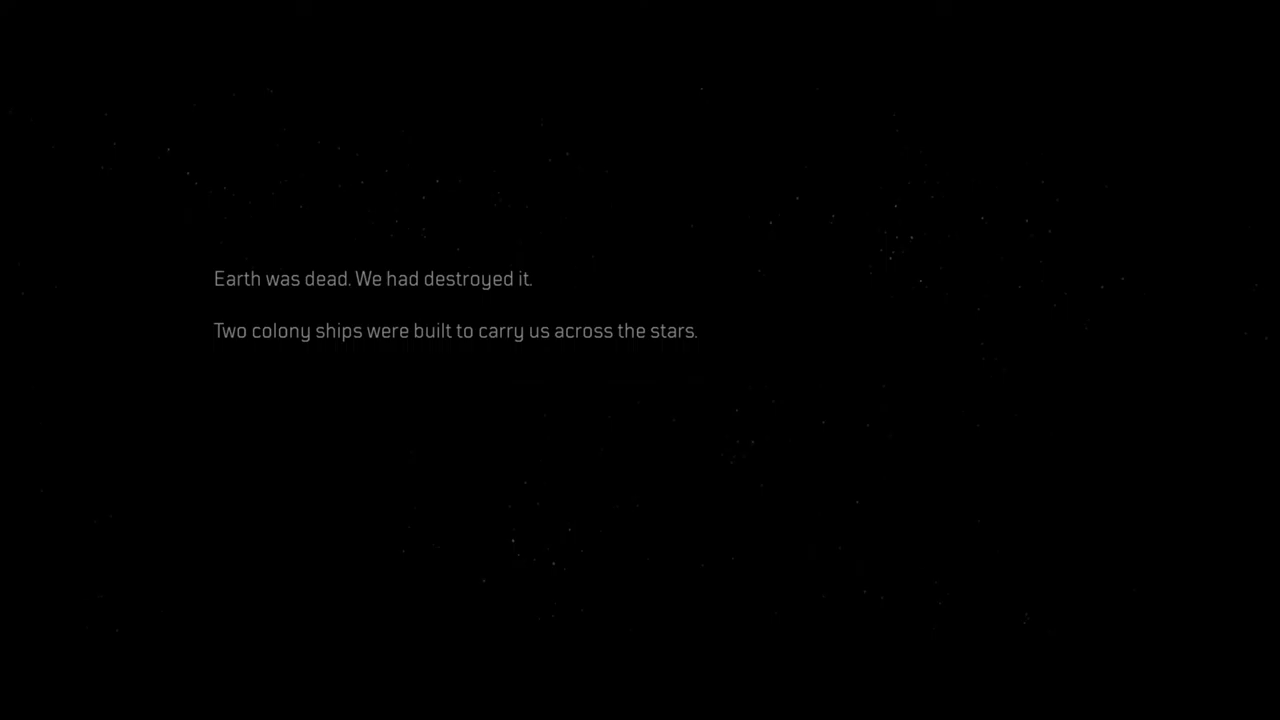 Earth was dead. We had destroyed it.
Two colony ships were built to carry us across the stars.